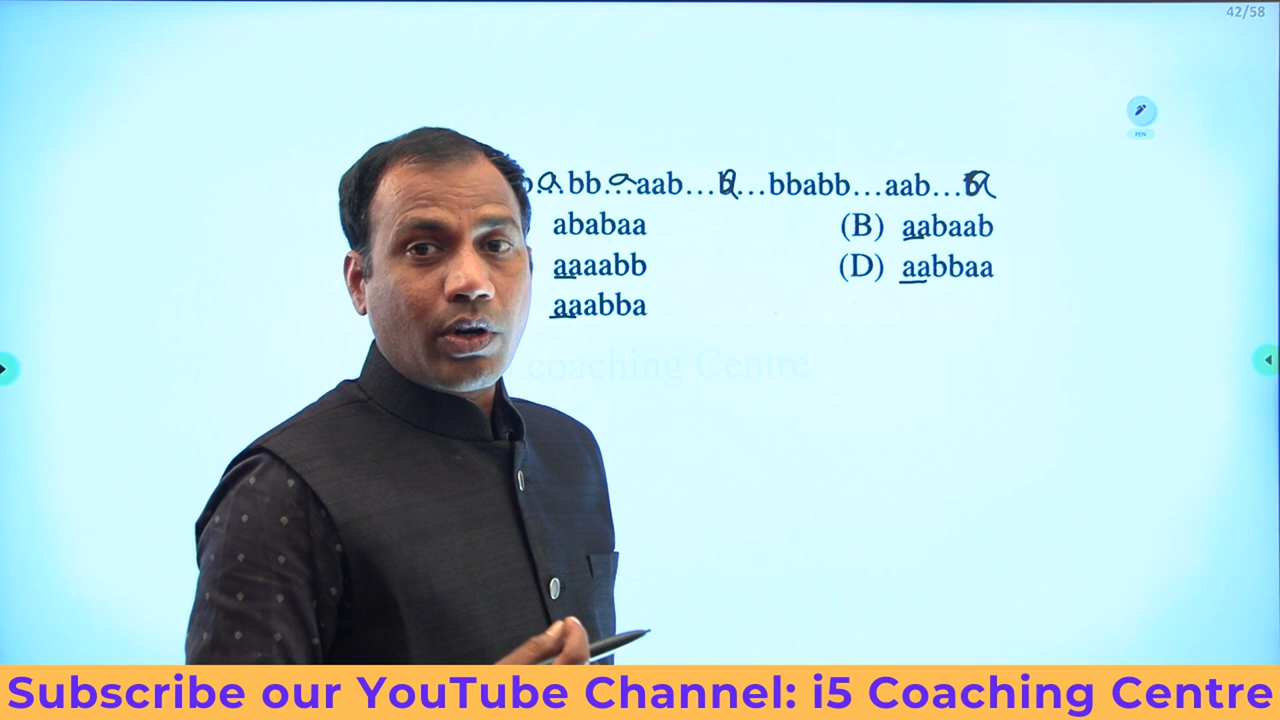 42/58
PEN
bb...aab...b...bbabb...aab...
ababaa (B) aabaab
aaaabb (D) aabbaa
aaabba
coaching Centre
Subscribe our YouTube Channel: i5 Coaching Centre